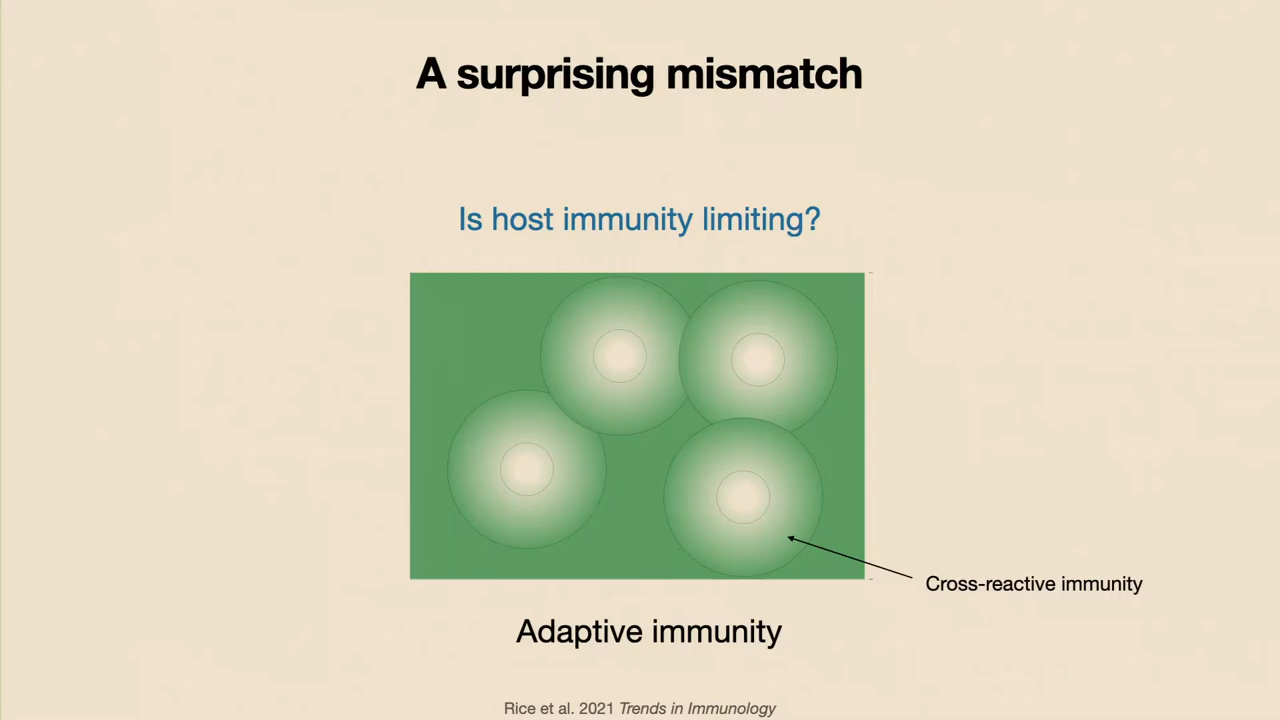 A surprising mismatch
Is host immunity limiting?
Cross-reactive immunity
Adaptive immunity
Rice et al. 2021 Trends in Immunology